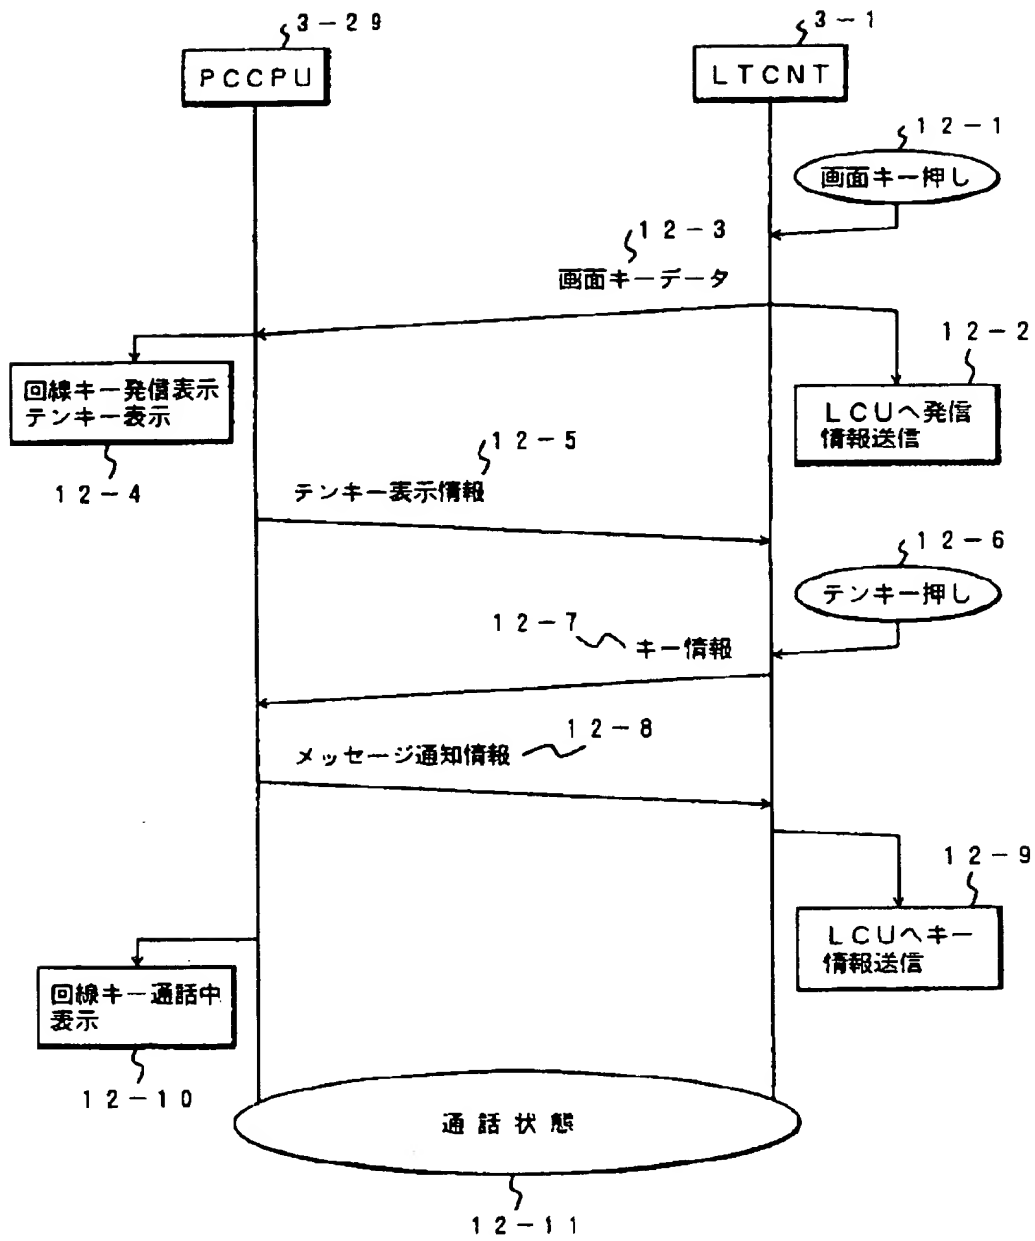 3-29
3-1
PCCPU
LTCNT
12-1
画面キー押し
12-3
画面キーデータ
12-2
回線キー発信表示
テンキー表示
LCUへ発信
情報送信
12-5
12-4
テンキー表示情報
12-6
テンキー押し
12-7
キー情報
12-8
メッセージ通知情報
12-9
LCUへキー
情報送信
回線キー通話中
表示
12-10
通話状態
12-11